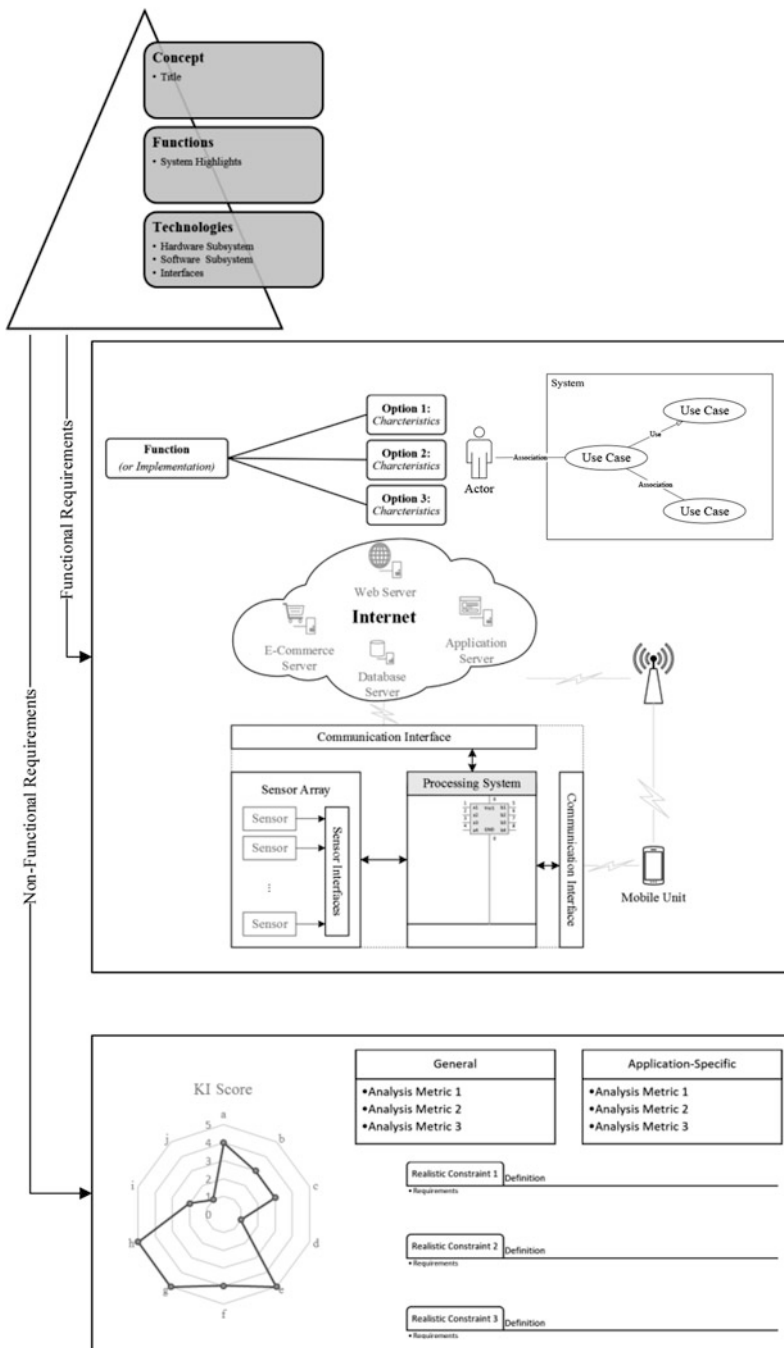 Concept
• Title
Functions
• System Highlights
Technologies
• Hardware Subsystem
• Software Subsystem
• Interfaces
Functional Requirements
Non-Functional Requirements
Function
(or Implementation)
Option 1:
Charcteristics
Option 2:
Charcteristics
Option 3:
Charcteristics
Actor
Association
System
Use Case
Use
Use Case
Association
Use Case
Web Server
Internet
E-Commerce
Server
Application
Server
Database
Server
Communication Interface
Sensor Array
Sensor
Sensor
...
Sensor
Sensor Interfaces
Processing System
Communication Interface
Mobile Unit
KI Score
a
b
c
d
e
f
g
h
i
j
5
4
3
2
1
0
General
•Analysis Metric 1
•Analysis Metric 2
•Analysis Metric 3
Application-Specific
•Analysis Metric 1
•Analysis Metric 2
•Analysis Metric 3
Realistic Constraint 1 Definition
• Requirements
Realistic Constraint 2 Definition
• Requirements
Realistic Constraint 3 Definition
• Requirements